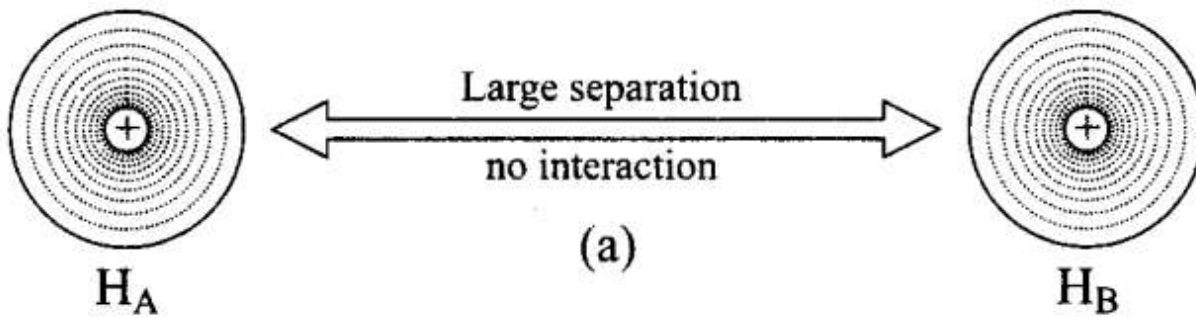 +
Large separation
+
no interaction
(a)
H_A
H_B